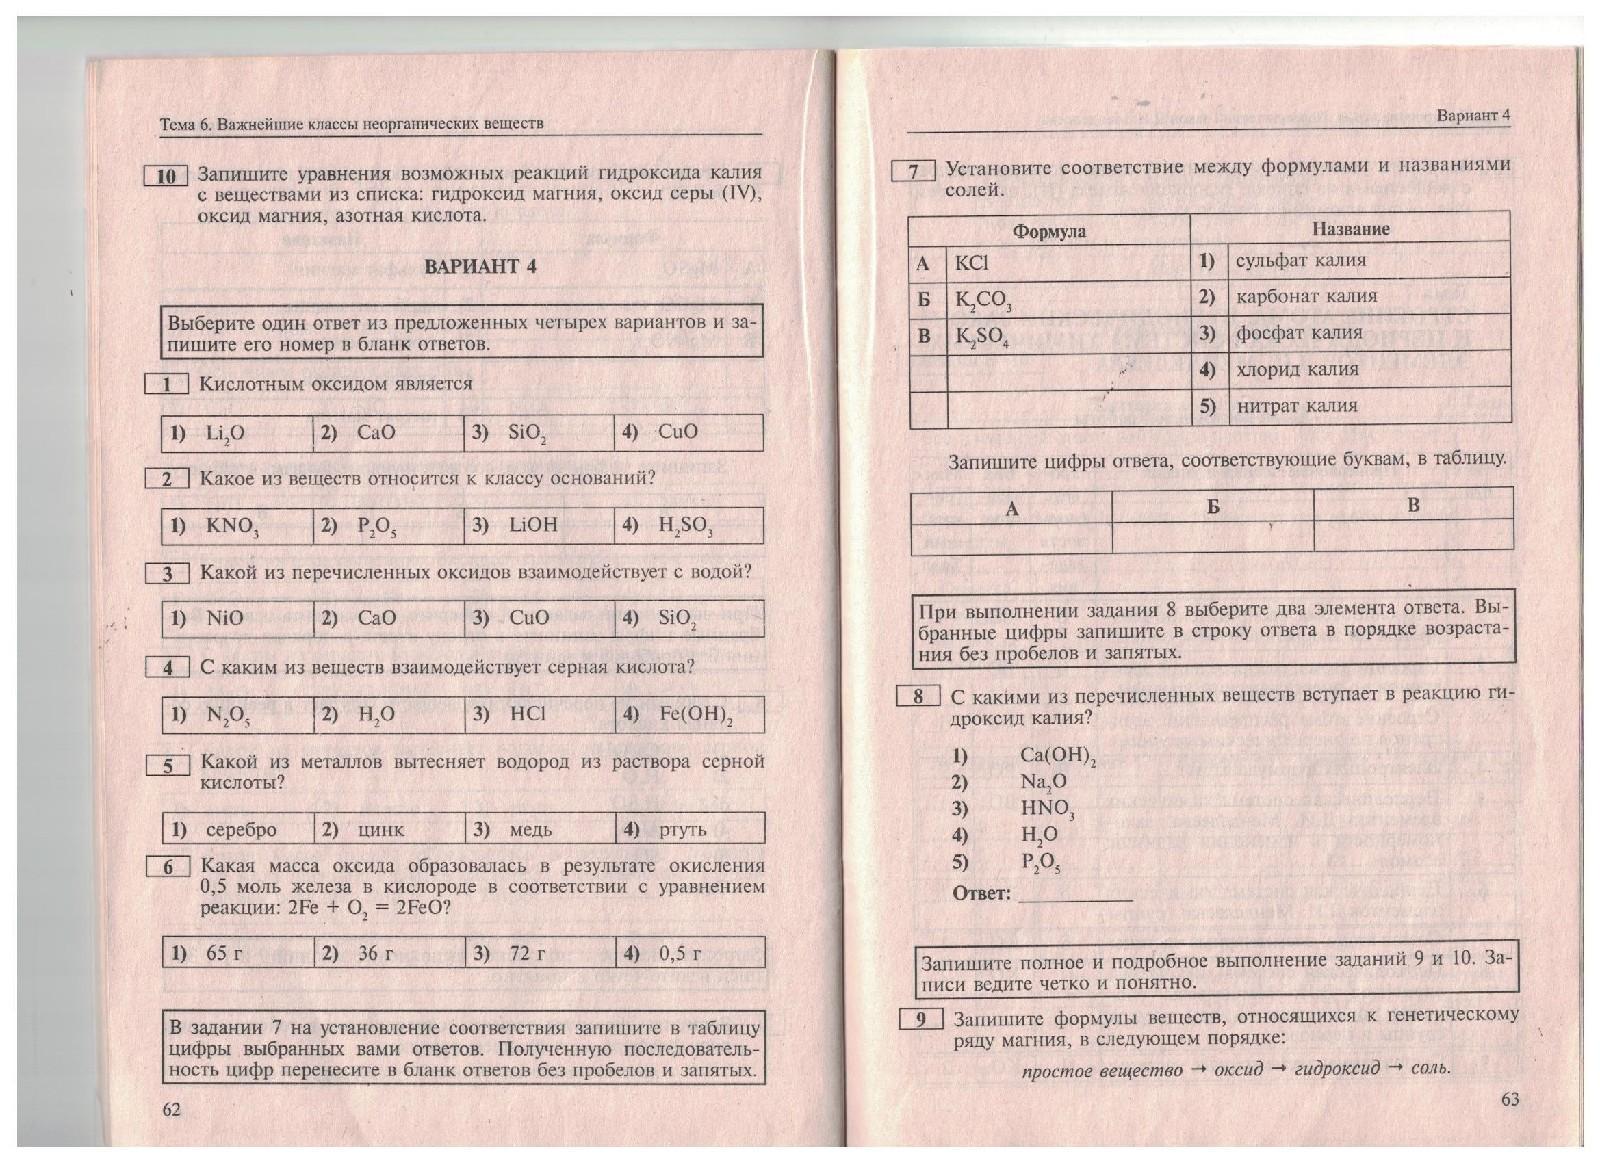 Тема 6. Важнейшие классы неорганических веществ
10 Запишите уравнения возможных реакций гидроксида калия
с веществами из списка: гидроксид магния, оксид серы (IV),
оксид магния, азотная кислота.
ВАРИАНТ 4
Выберите один ответ из предложенных четырех вариантов и за-
пишите его номер в бланк ответов.
1 Кислотным оксидом является
1) Li₂O 2) CaO 3) SiO₂ 4) CuO
2 Какое из веществ относится к классу оснований?
1) KNO₃ 2) P₂O₅ 3) LiOH 4) H₂SO₃
3 Какой из перечисленных оксидов взаимодействует с водой?
1) NiO 2) CaO 3) CuO 4) SiO₂
4 С каким из веществ взаимодействует серная кислота?
1) N₂O₅ 2) H₂O 3) HCl 4) Fe(OH)₂
5 Какой из металлов вытесняет водород из раствора серной
кислоты?
1) серебро 2) цинк 3) медь 4) ртуть
6 Какая масса оксида образовалась в результате окисления
0,5 моль железа в кислороде в соответствии с уравнением
реакции: 2Fe + O₂ = 2FeO?
1) 65 г 2) 36 г 3) 72 г 4) 0,5 г
В задании 7 на установление соответствия запишите в таблицу
цифры выбранных вами ответов. Полученную последователь-
ность цифр перенесите в бланк ответов без пробелов и запятых.
62
Вариант 4
7 Установите соответствие между формулами и названиями
солей.
Формула Название
А KCl 1) сульфат калия
Б K₂CO₃ 2) карбонат калия
В K₂SO₄ 3) фосфат калия
4) хлорид калия
5) нитрат калия
Запишите цифры ответа, соответствующие буквам, в таблицу.
А Б В
При выполнении задания 8 выберите два элемента ответа. Вы-
бранные цифры запишите в строку ответа в порядке возраста-
ния без пробелов и запятых.
8 С какими из перечисленных веществ вступает в реакцию ги-
дроксид калия?
1) Ca(OH)₂
2) Na₂O
3) HNO₃
4) H₂O
5) P₂O₅
Ответ: ________
Запишите полное и подробное выполнение заданий 9 и 10. За-
писи ведите четко и понятно.
9 Запишите формулы веществ, относящихся к генетическому
ряду магния, в следующем порядке:
простое вещество → оксид → гидроксид → соль.
63